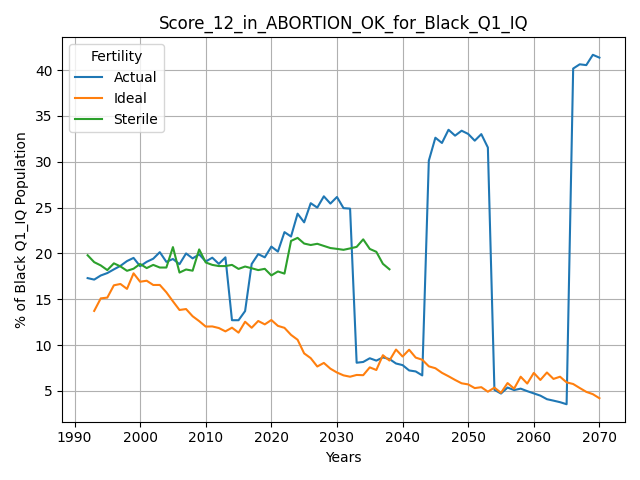 Score_12_in_ABORTION_OK_for_Black_Q1_IQ
Fertility
Actual
Ideal
Sterile
% of Black Q1_IQ Population
40
35
30
25
20
15
10
5
1990 2000 2010 2020 2030 2040 2050 2060 2070
Years